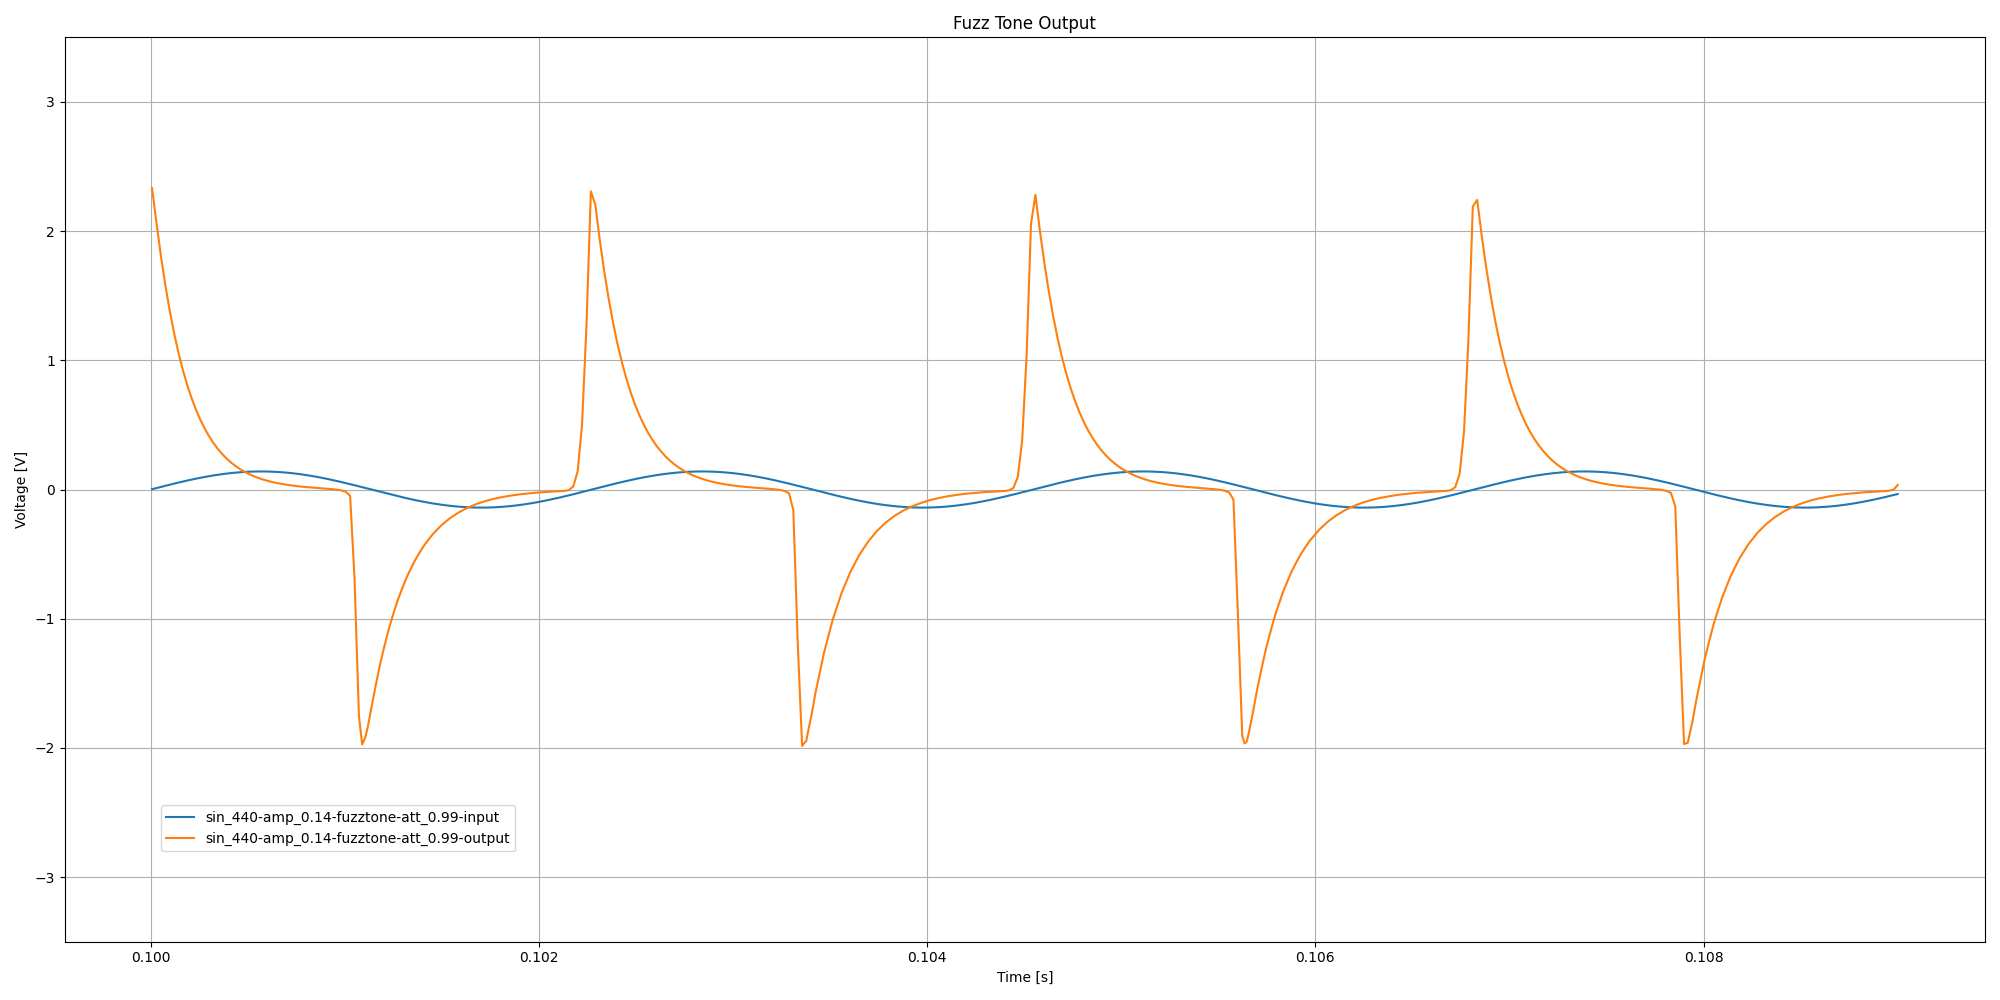 Fuzz Tone Output
Voltage [V]
3
2
1
0
−1
−2
−3
sin_440-amp_0.14-fuzztone-att_0.99-input
sin_440-amp_0.14-fuzztone-att_0.99-output
0.100 0.102 0.104 0.106 0.108
Time [s]